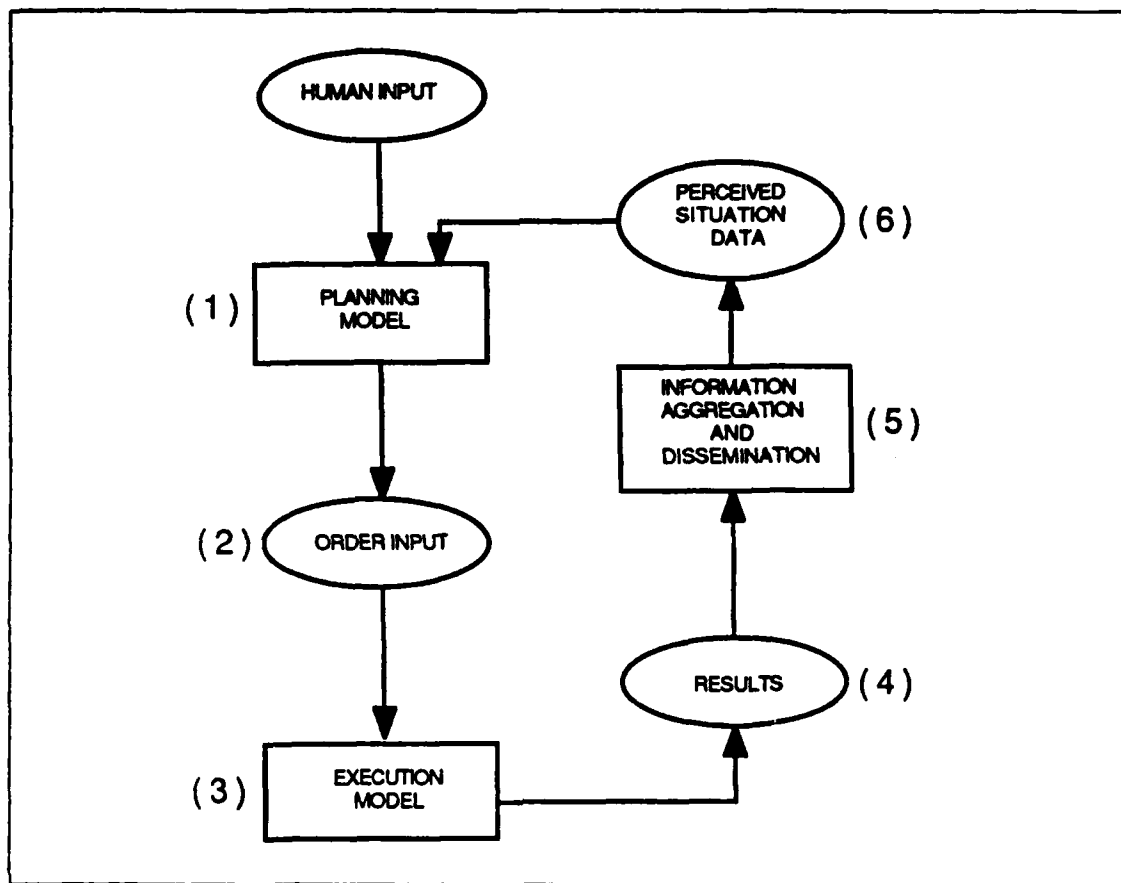 HUMAN INPUT
PERCEIVED
SITUATION
DATA
(6)
(1)
PLANNING
MODEL
INFORMATION
AGGREGATION
AND
DISSEMINATION
(5)
(2)
ORDER INPUT
RESULTS
(4)
(3)
EXECUTION
MODEL